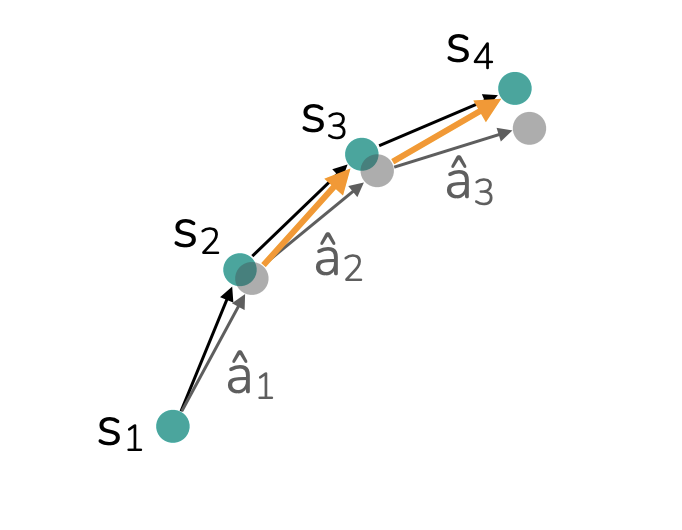 s₄
s₃
â₃
s₂
â₂
â₁
s₁